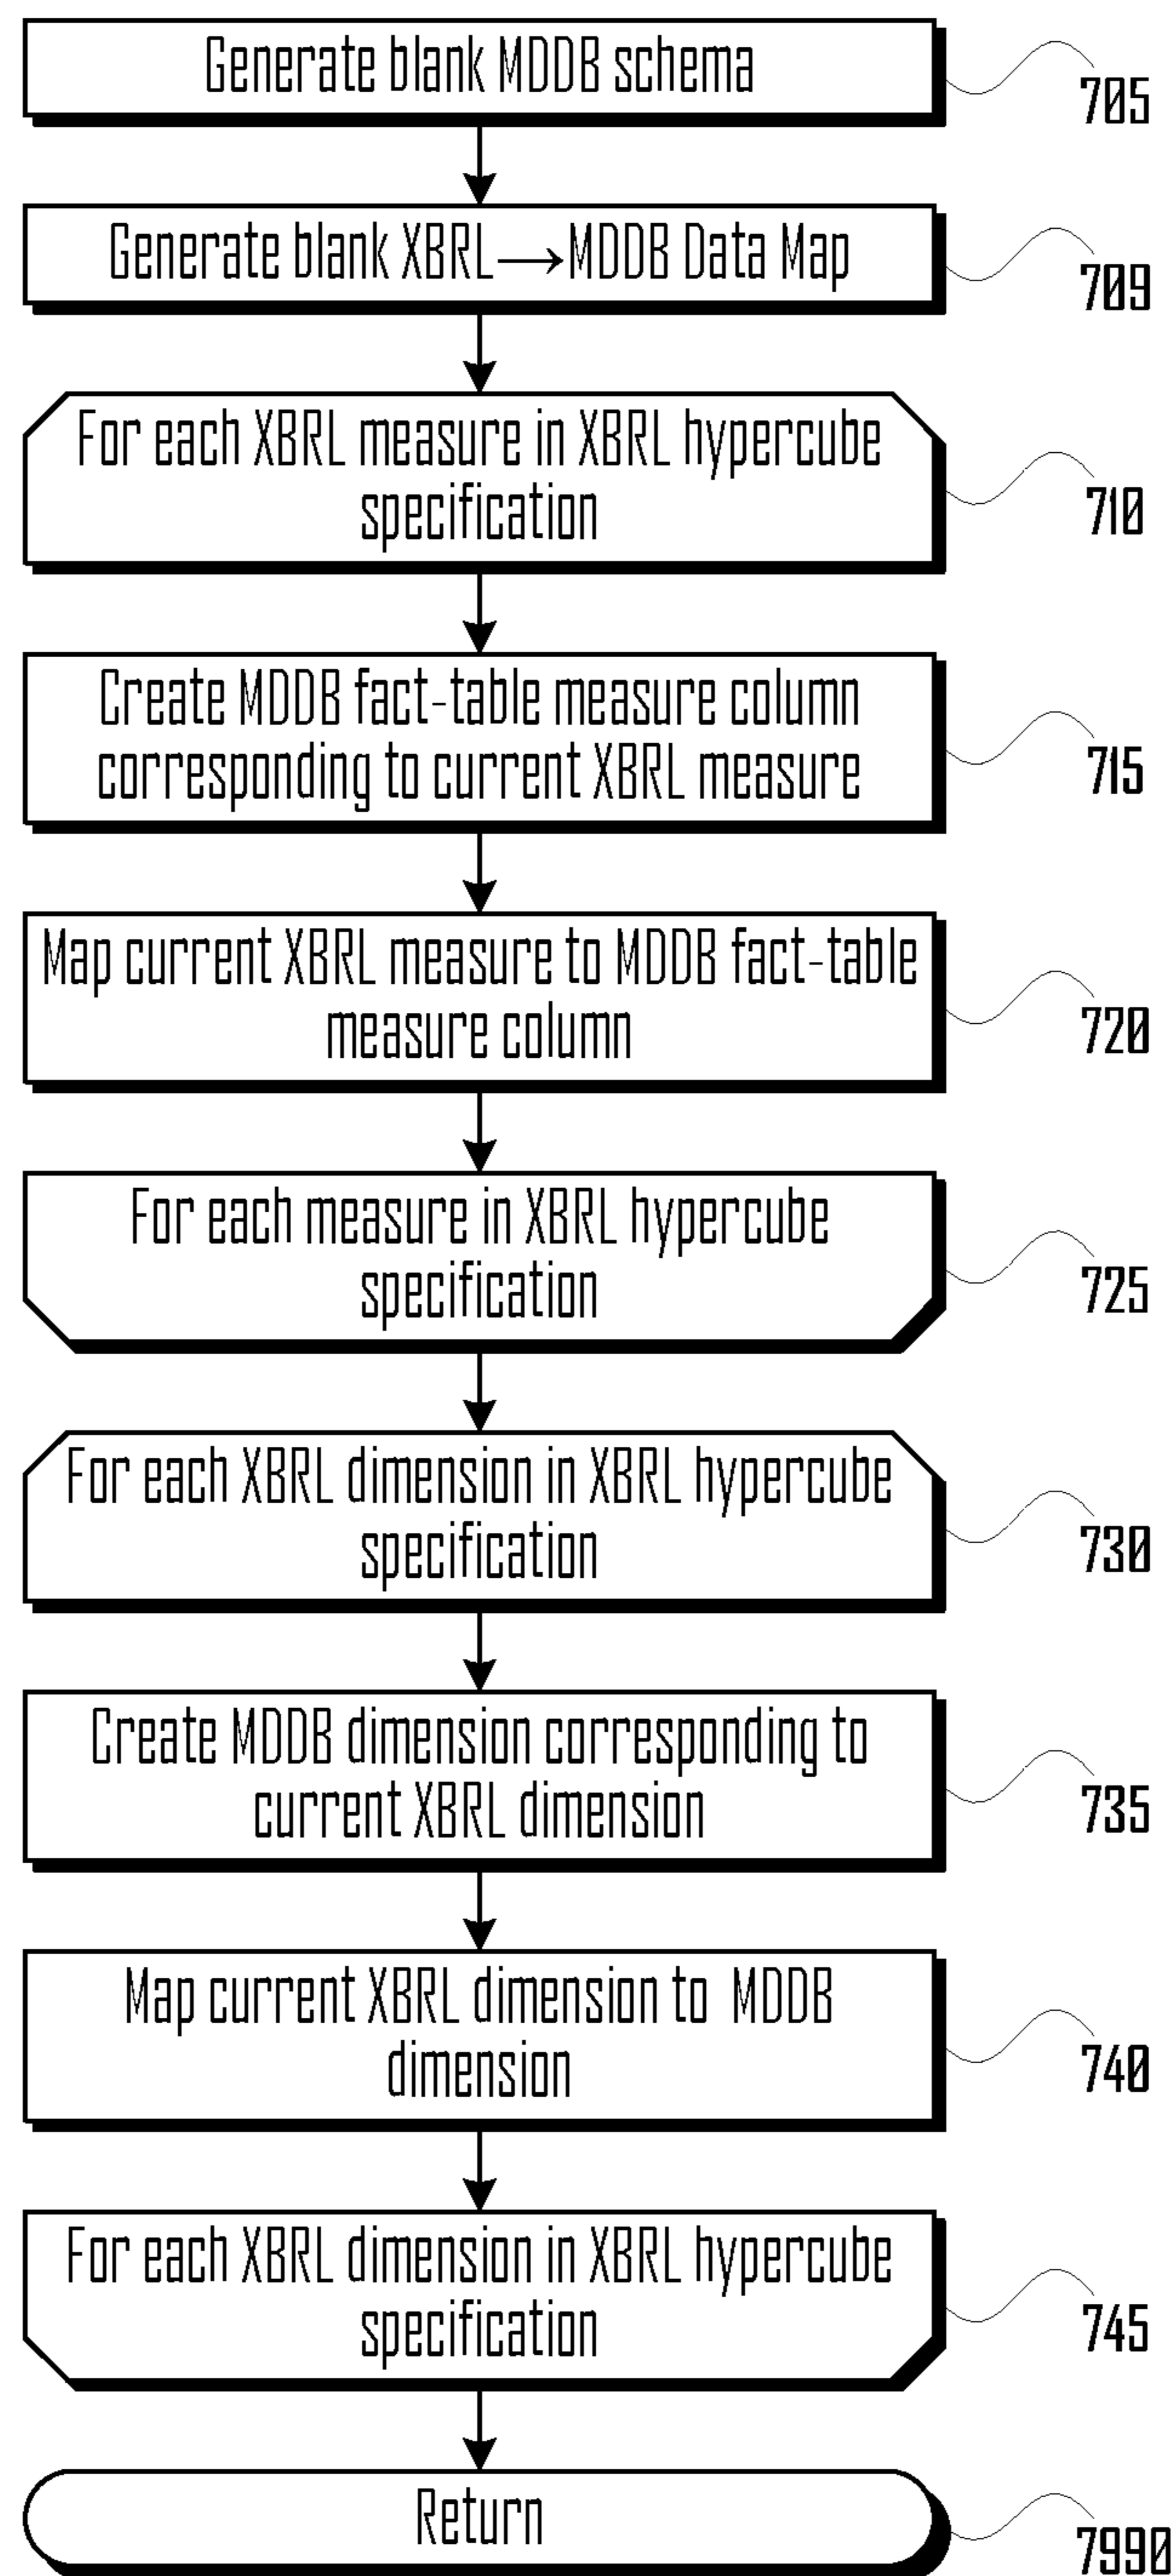 Generate blank MDDB schema
705
Generate blank XBRL→MDDB Data Map
709
For each XBRL measure in XBRL hypercube
specification
710
Create MDDB fact-table measure column
corresponding to current XBRL measure
715
Map current XBRL measure to MDDB fact-table
measure column
720
For each measure in XBRL hypercube
specification
725
For each XBRL dimension in XBRL hypercube
specification
730
Create MDDB dimension corresponding to
current XBRL dimension
735
Map current XBRL dimension to MDDB
dimension
740
For each XBRL dimension in XBRL hypercube
specification
745
Return
7990